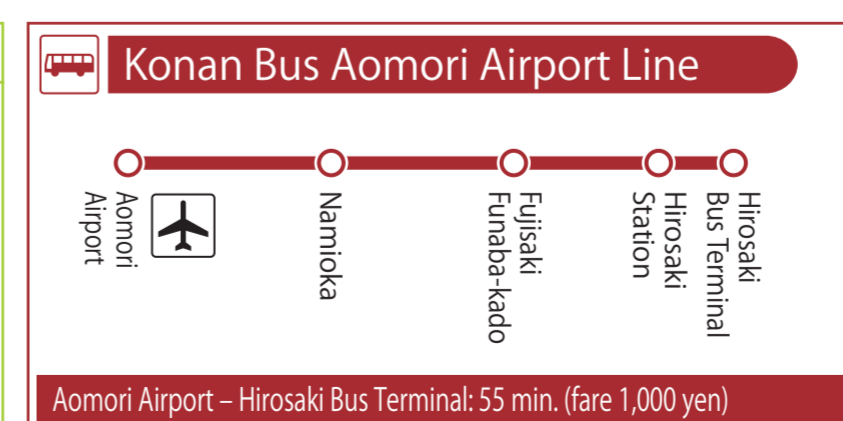 Konan Bus Aomori Airport Line
Aomori
Airport
Namioka
Fujisaki
Funaba-kado
Hirosaki
Station
Hirosaki
Bus Terminal
Aomori Airport – Hirosaki Bus Terminal: 55 min. (fare 1,000 yen)